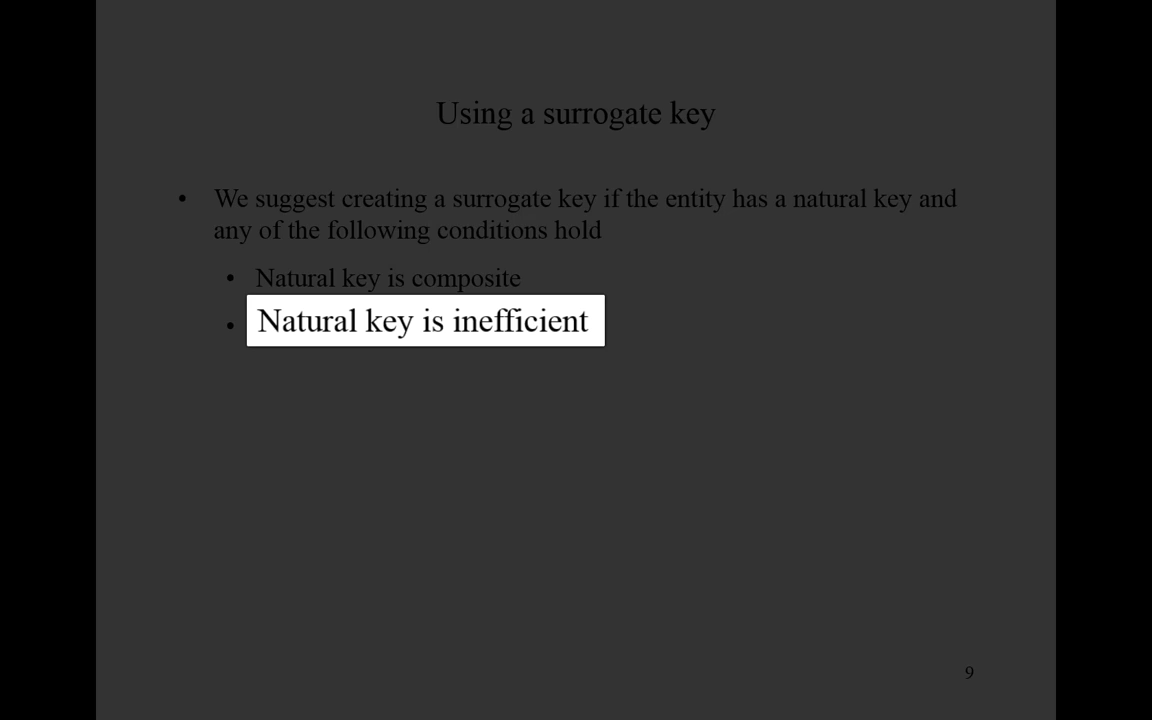 Using a surrogate key
• We suggest creating a surrogate key if the entity has a natural key and
any of the following conditions hold
• Natural key is composite
• Natural key is inefficient
9